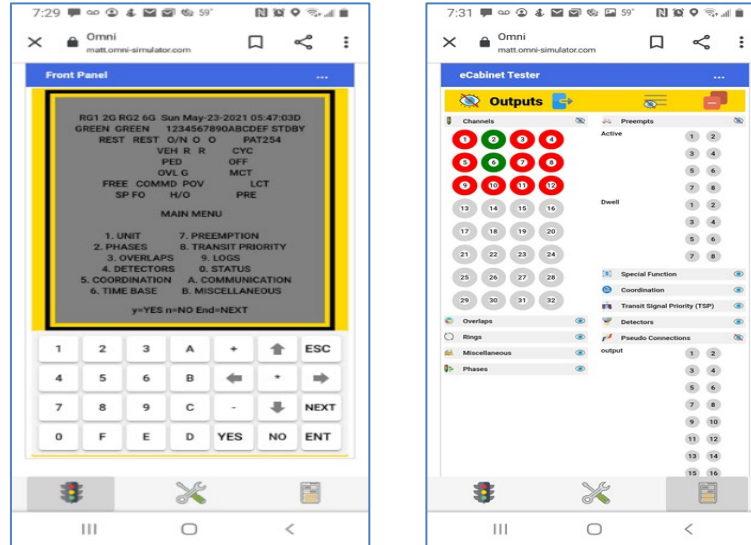 7:29
59°
Omni
matt.omni-simulator.com
Front Panel
...
RG1 2G RG2 6G Sun May-23-2021 05:47:03D
GREEN GREEN 1234567890ABCDEF STDBY
REST REST O/N O O PAT254
VEH R R CYC
PED OFF
OVL G MCT
FREE COMMD POV LCT
SP FO H/O PRE
MAIN MENU
1. UNIT 7. PREEMPTION
2. PHASES 8. TRANSIT PRIORITY
3. OVERLAPS 9. LOGS
4. DETECTORS 0. STATUS
5. COORDINATION A. COMMUNICATION
6. TIME BASE B. MISCELLANEOUS
y=YES n=NO End=NEXT
1 2 3 A + ESC
4 5 6 B *
7 8 9 C - NEXT
0 F E D YES NO ENT
7:31
59°
Omni
matt.omni-simulator.com
eCabinet Tester
...
Outputs
Channels
1 2 3 4
5 6 7 8
9 10 11 12
13 14 15 16
17 18 19 20
21 22 23 24
25 26 27 28
29 30 31 32
Overlaps
Rings
Miscellaneous
Phases
Preempts
Active
1 2
3 4
5 6
7 8
Dwell
1 2
3 4
5 6
7 8
Special Function
Coordination
Transit Signal Priority (TSP)
Detectors
Pseudo Connections
output
1 2
3 4
5 6
7 8
9 10
11 12
13 14
15 16